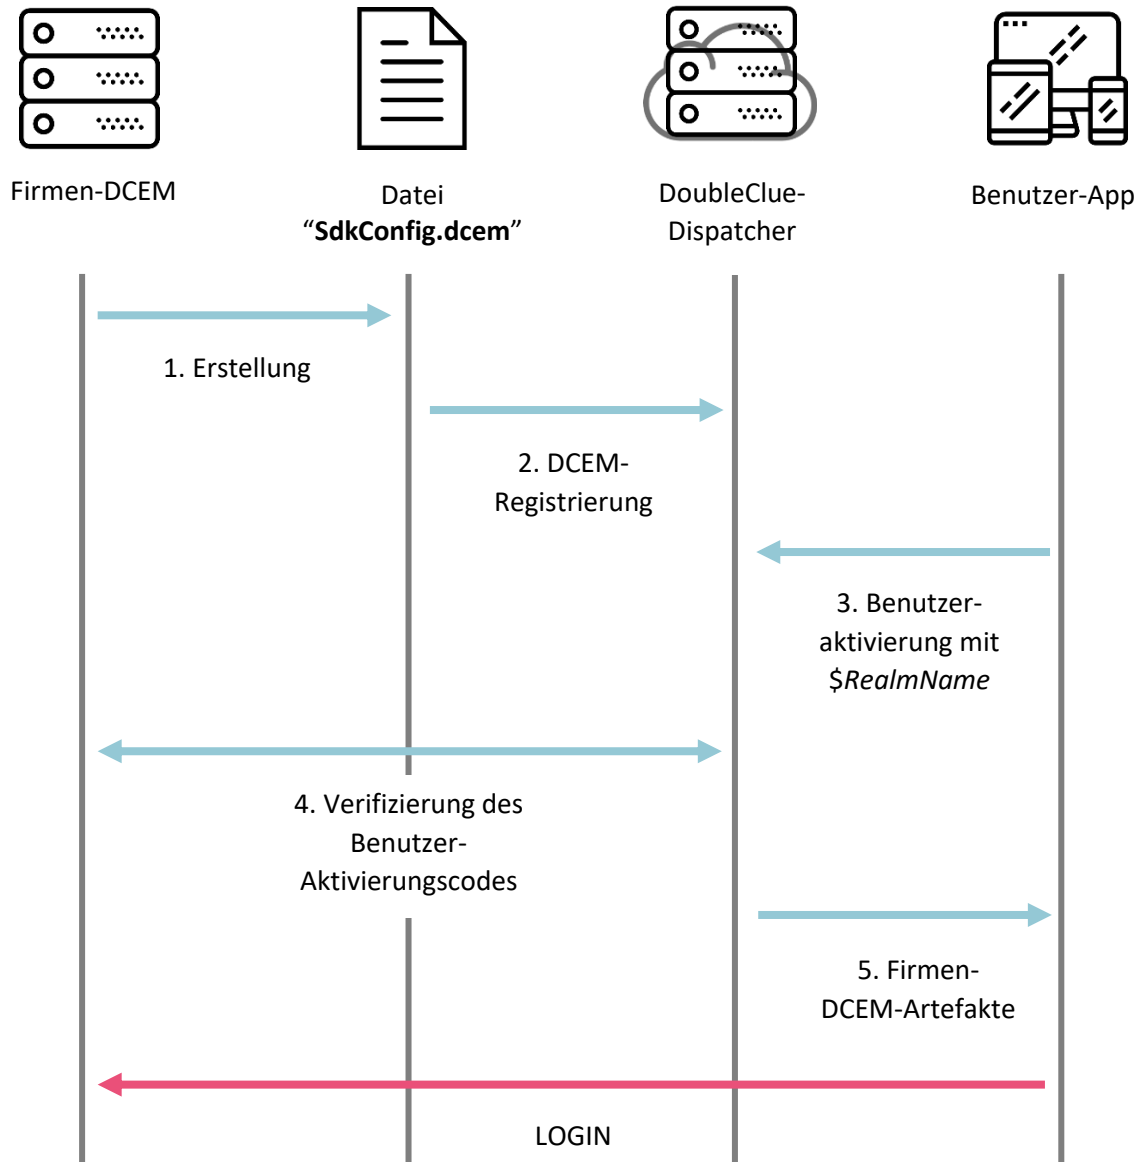 Firmen-DCEM
Datei
“SdkConfig.dcem”
DoubleClue-
Dispatcher
Benutzer-App
1. Erstellung
2. DCEM-
Registrierung
3. Benutzer-
aktivierung mit
$RealmName
4. Verifizierung des
Benutzer-
Aktivierungscodes
5. Firmen-
DCEM-Artefakte
LOGIN